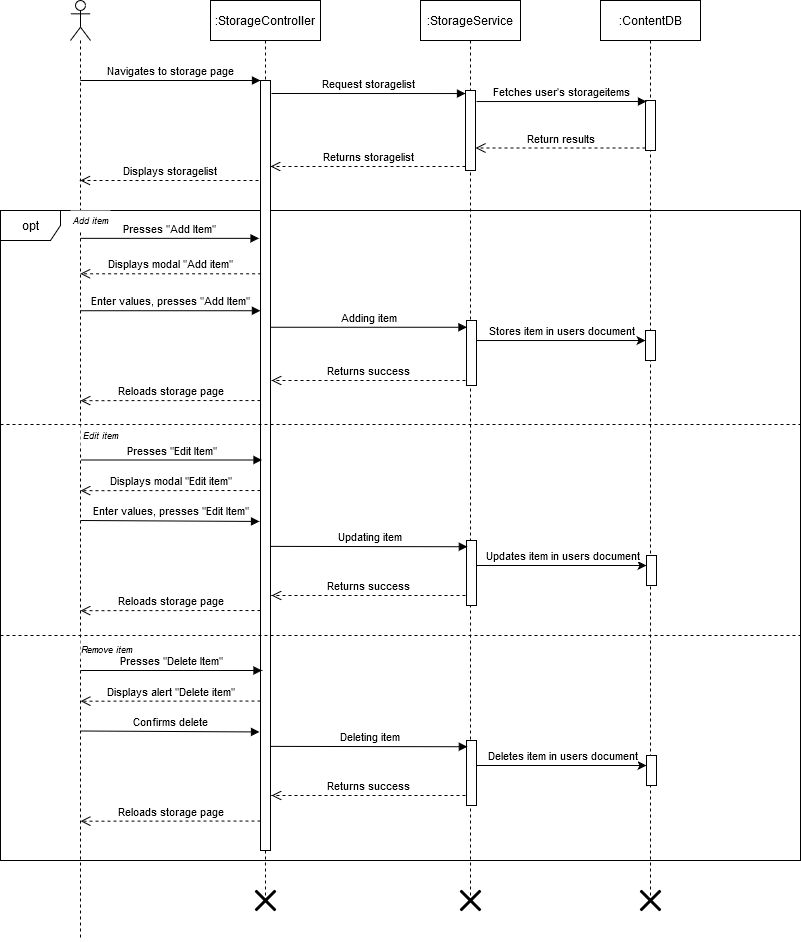 :StorageController
:StorageService
:ContentDB
Navigates to storage page
Request storagelist
Fetches user's storageitems
Return results
Returns storagelist
Displays storagelist
opt
Add item
Presses "Add Item"
Displays modal "Add item"
Enter values, presses "Add Item"
Adding item
Stores item in users document
Returns success
Reloads storage page
Edit item
Presses "Edit Item"
Displays modal "Edit item"
Enter values, presses "Edit Item"
Updating item
Updates item in users document
Returns success
Reloads storage page
Remove item
Presses "Delete Item"
Displays alert "Delete item"
Confirms delete
Deleting item
Deletes item in users document
Returns success
Reloads storage page